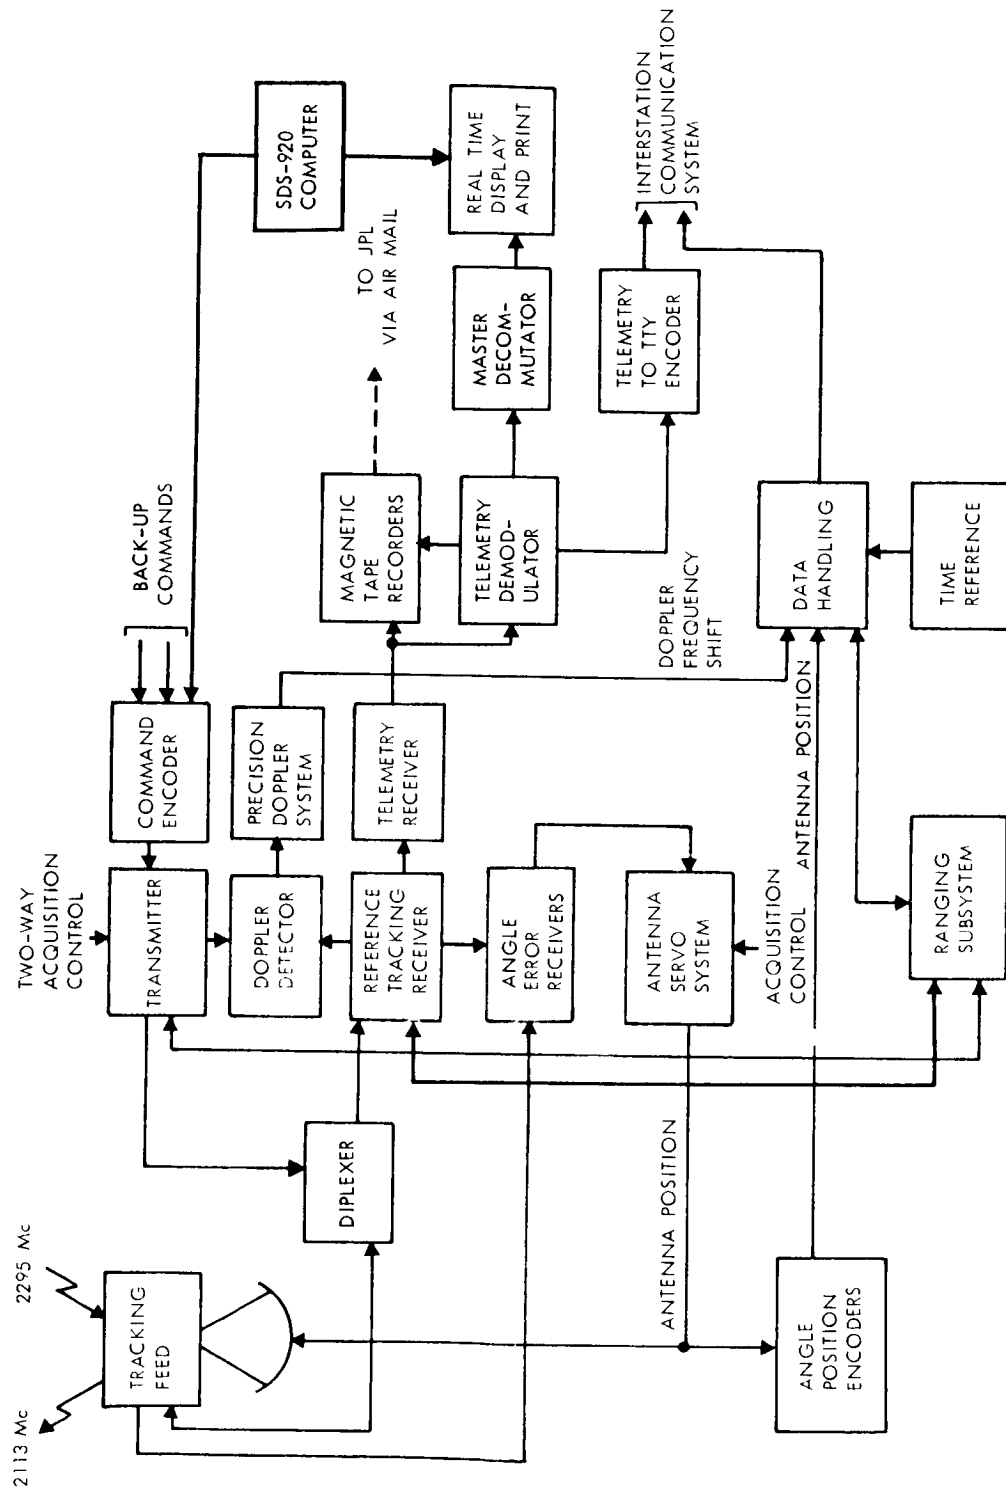 2113 Mc
2295 Mc
TRACKING
FEED
DIPLEXER
TWO-WAY
ACQUISITION
CONTROL
TRANSMITTER
COMMAND
ENCODER
BACK-UP
COMMANDS
SDS-920
COMPUTER
DOPPLER
DETECTOR
PRECISION
DOPPLER
SYSTEM
REFERENCE
TRACKING
RECEIVER
TELEMETRY
RECEIVER
MAGNETIC
TAPE
RECORDERS
TO JPL
VIA AIR MAIL
REAL TIME
DISPLAY
AND PRINT
ANGLE
ERROR
RECEIVERS
TELEMETRY
DEMOD-
ULATOR
MASTER
DECOM-
MUTATOR
TELEMETRY
TO TTY
ENCODER
INTERSTATION
COMMUNICATION
SYSTEM
ANTENNA
SERVO
SYSTEM
DOPPLER
FREQUENCY
SHIFT
ANTENNA POSITION
ACQUISITION
CONTROL
ANTENNA POSITION
DATA
HANDLING
ANGLE
POSITION
ENCODERS
RANGING
SUBSYSTEM
TIME
REFERENCE